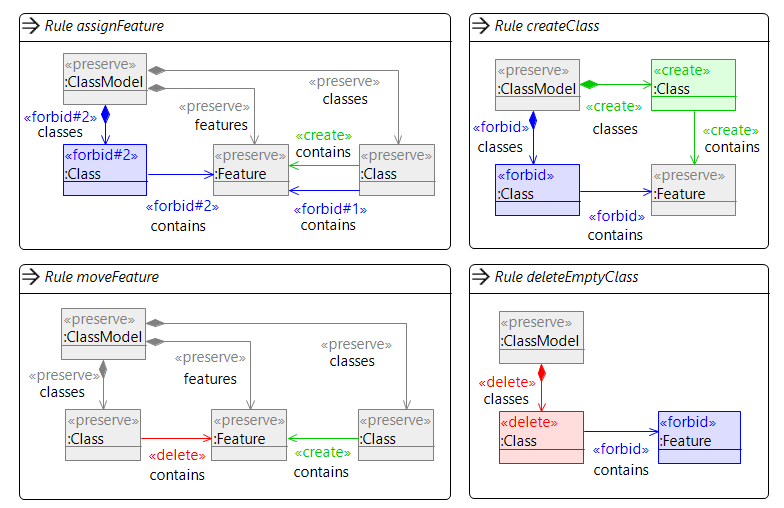 Rule assignFeature
«preserve»
:ClassModel
«preserve»
classes
«preserve»
features
«forbid#2»
classes
«create»
contains
«forbid#2»
:Class
«preserve»
:Feature
«preserve»
:Class
«forbid#2»
contains
«forbid#1»
contains
Rule createClass
«preserve»
:ClassModel
«create»
:Class
«create»
classes
«forbid»
classes
«create»
contains
«forbid»
:Class
«preserve»
:Feature
«forbid»
contains
Rule moveFeature
«preserve»
:ClassModel
«preserve»
classes
«preserve»
features
«preserve»
classes
«preserve»
:Class
«preserve»
:Feature
«preserve»
:Class
«delete»
contains
«create»
contains
Rule deleteEmptyClass
«preserve»
:ClassModel
«delete»
classes
«delete»
:Class
«forbid»
:Feature
«forbid»
contains